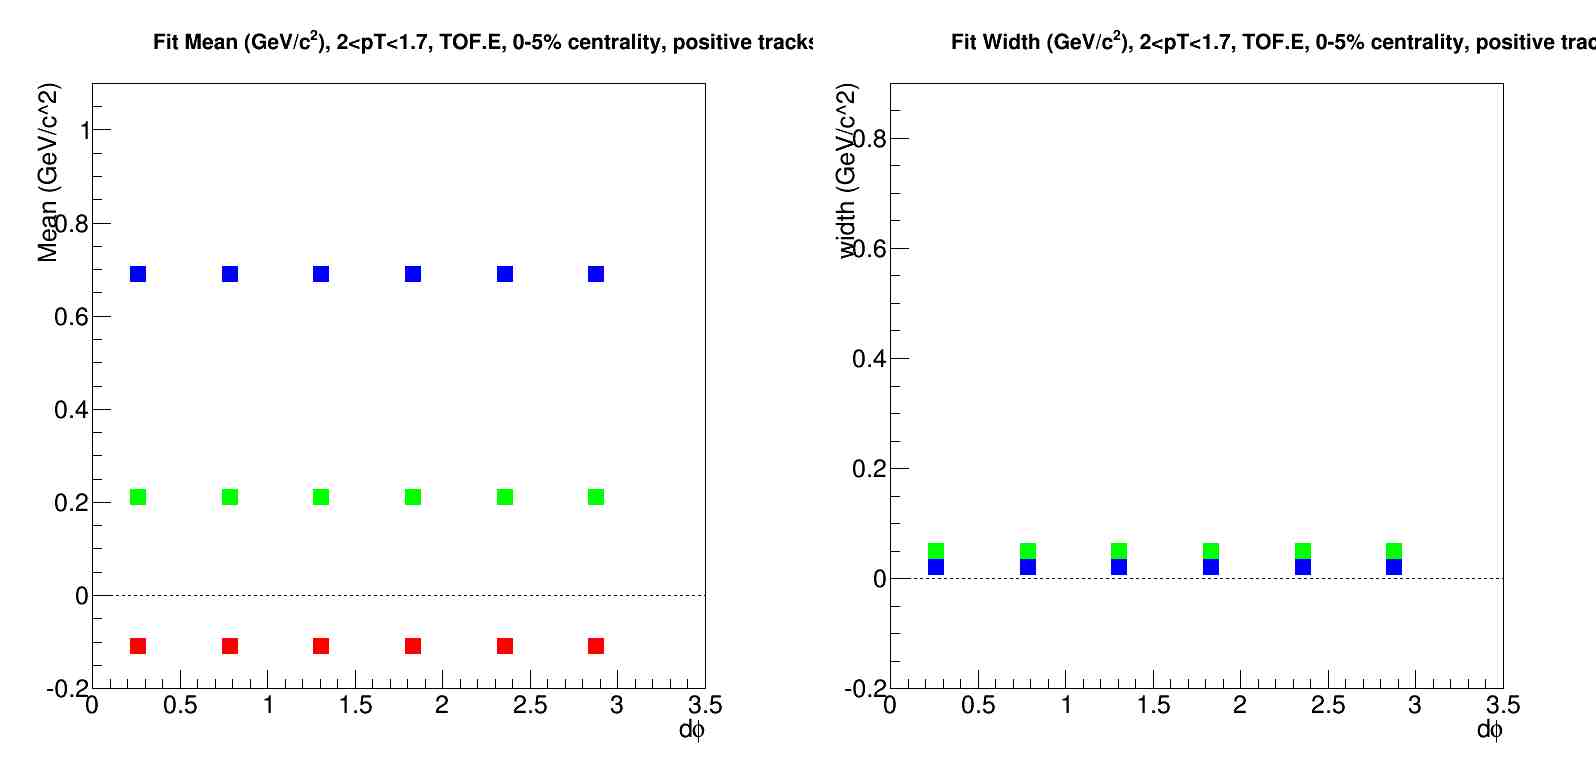 Fit Mean (GeV/c²), 2<pT<1.7, TOF.E, 0-5% centrality, positive tracks
Mean (GeV/c^2)
1
0.8
0.6
0.4
0.2
0
-0.2
0 0.5 1 1.5 2 2.5 3 3.5
dϕ
Fit Width (GeV/c²), 2<pT<1.7, TOF.E, 0-5% centrality, positive trac
width (GeV/c^2)
0.8
0.6
0.4
0.2
0
-0.2
0 0.5 1 1.5 2 2.5 3 3.5
dϕ